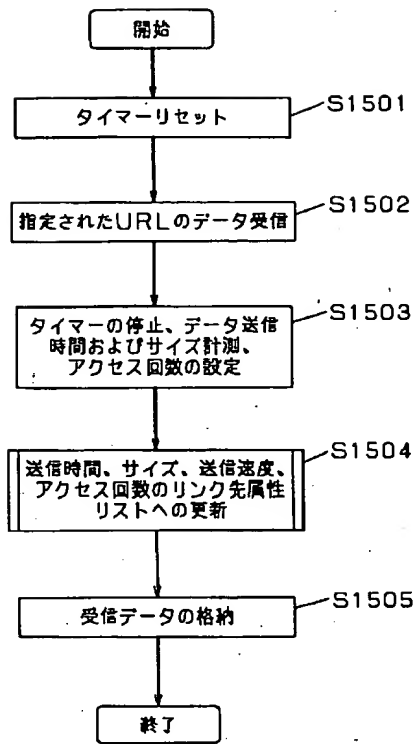 開始
タイマーリセット
S1501
指定されたURLのデータ受信
S1502
タイマーの停止、データ送信
時間およびサイズ計測、
アクセス回数の設定
S1503
送信時間、サイズ、送信速度、
アクセス回数のリンク先属性
リストへの更新
S1504
受信データの格納
S1505
終了